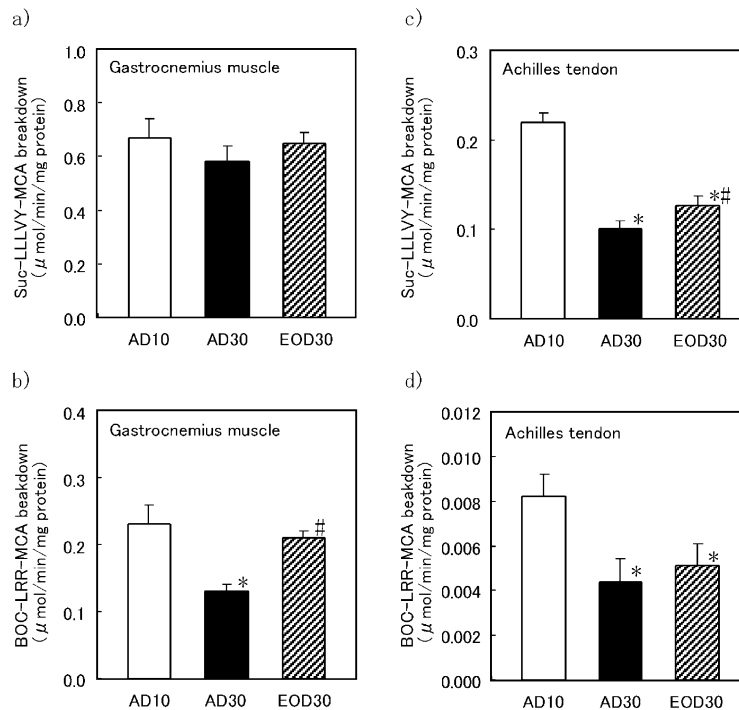 a)
Gastrocnemius muscle
Suc-LLLVY-MCA breakdown
(μmol/min/mg protein)
1.0
0.8
0.6
0.4
0.2
0.0
AD10 AD30 EOD30
c)
Achilles tendon
Suc-LLLVY-MCA breakdown
(μmol/min/mg protein)
0.3
0.2
0.1
0.0
*
*#
AD10 AD30 EOD30
b)
Gastrocnemius muscle
BOC-LRR-MCA beakdown
(μmol/min/mg protein)
0.4
0.3
0.2
0.1
0.0
*
#
AD10 AD30 EOD30
d)
Achilles tendon
BOC-LRR-MCA breakdown
(μmol/min/mg protein)
0.012
0.010
0.008
0.006
0.004
0.002
0.000
*
*
AD10 AD30 EOD30